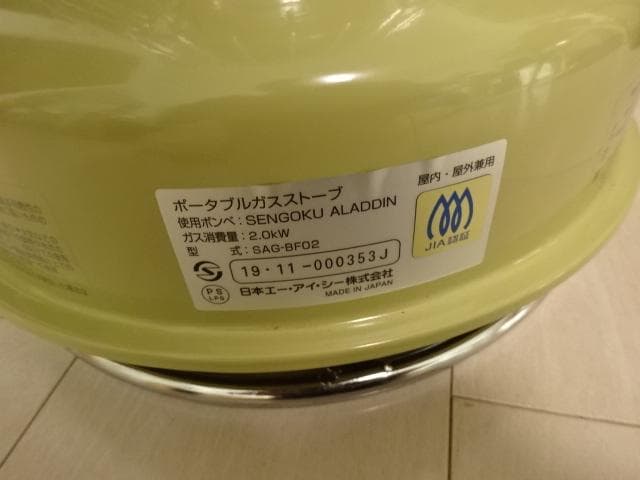 ポータブルガスストーブ
屋内・屋外兼用
使用ボンベ：SENGOKU ALADDIN
ガス消費量：2.0kW
型　式：SAG-BF02
JIA認証
19・11-000353J
PS LPG
日本エー・アイ・シー株式会社
MADE IN JAPAN